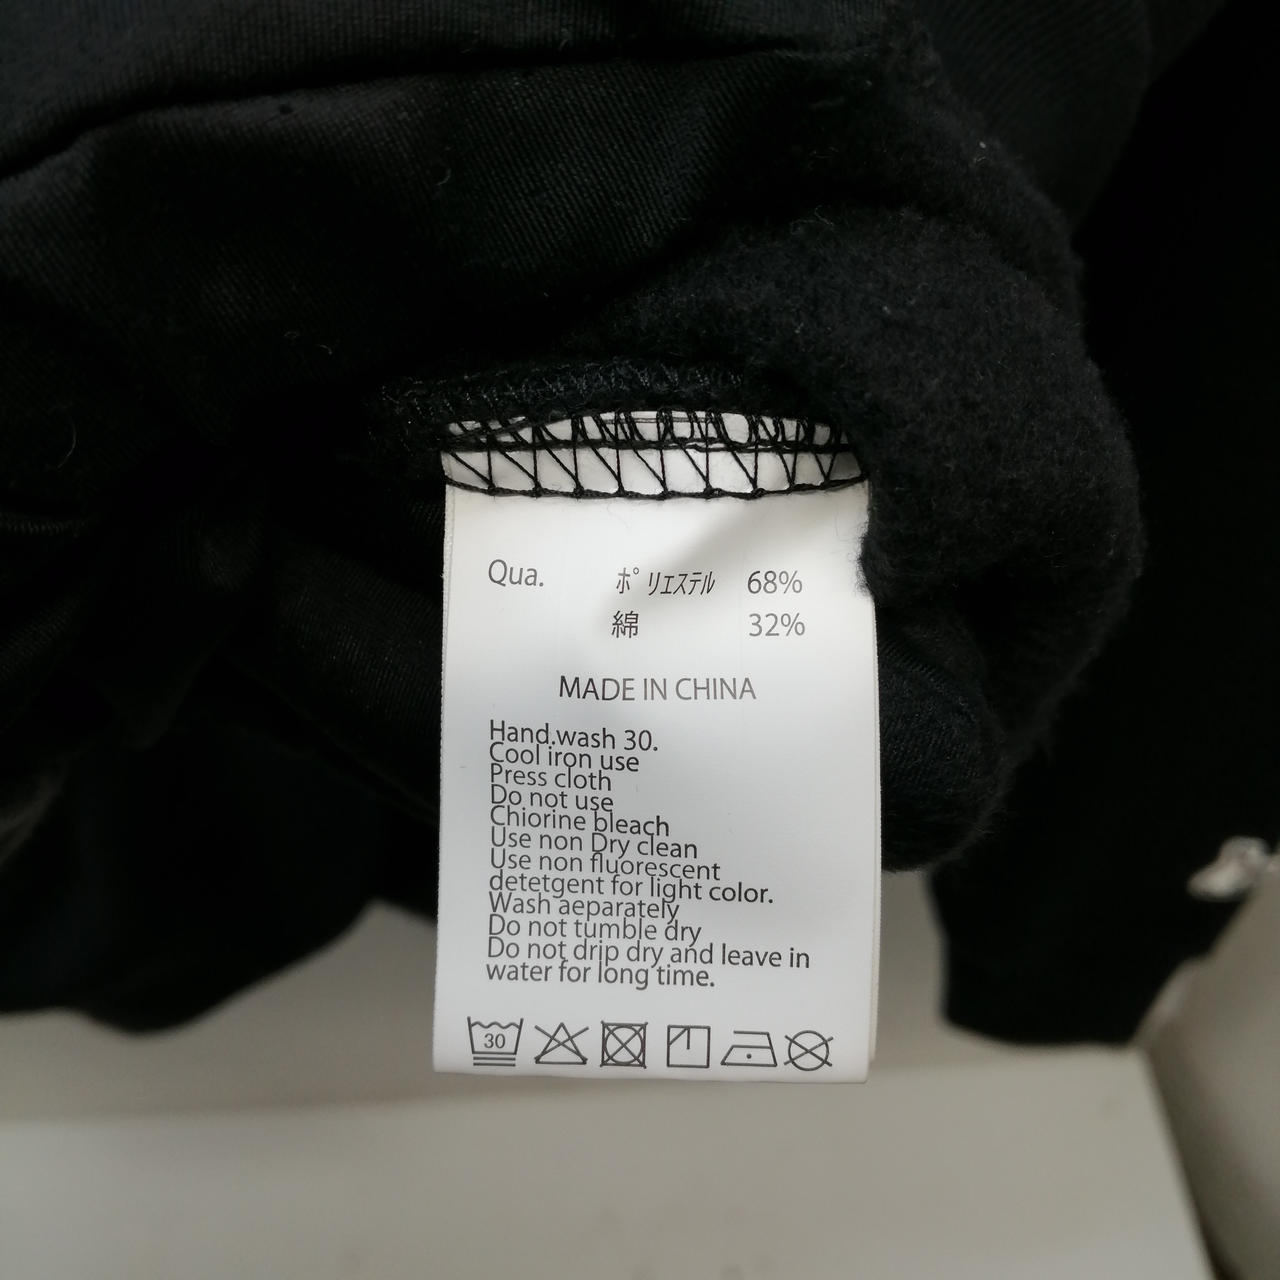 Qua. ﾎﾟﾘｴｽﾃﾙ 68%
綿 32%
MADE IN CHINA
Hand.wash 30.
Cool iron use
Press cloth
Do not use
Chiorine bleach
Use non Dry clean
Use non fluorescent
detetgent for light color.
Wash aeparately
Do not tumble dry
Do not drip dry and leave in
water for long time.
30